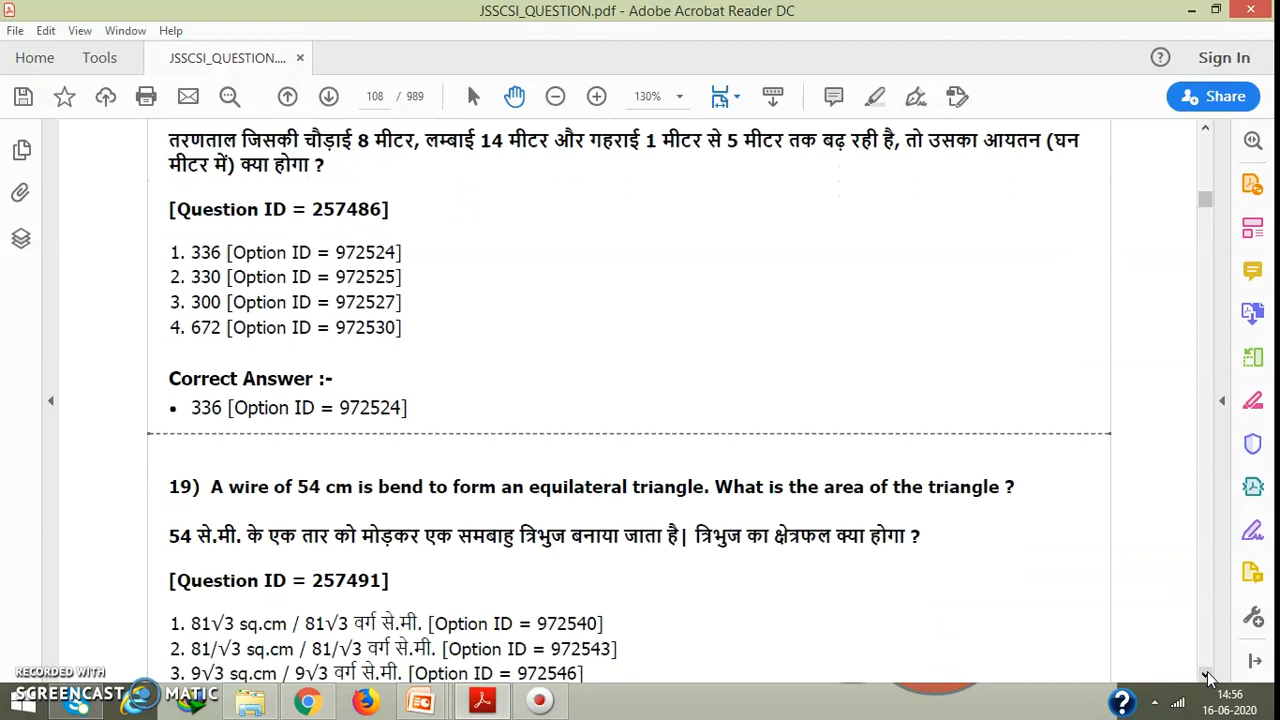 JSSCSI_QUESTION.pdf - Adobe Acrobat Reader DC
File Edit View Window Help
Home Tools JSSCSI_QUESTION.... × Sign In
108 / 989 130% Share
तरणताल जिसकी चौड़ाई 8 मीटर, लम्बाई 14 मीटर और गहराई 1 मीटर से 5 मीटर तक बढ़ रही है, तो उसका आयतन (घन
मीटर में) क्या होगा ?
[Question ID = 257486]
1. 336 [Option ID = 972524]
2. 330 [Option ID = 972525]
3. 300 [Option ID = 972527]
4. 672 [Option ID = 972530]
Correct Answer :-
• 336 [Option ID = 972524]
19) A wire of 54 cm is bend to form an equilateral triangle. What is the area of the triangle ?
54 से.मी. के एक तार को मोड़कर एक समबाहु त्रिभुज बनाया जाता है| त्रिभुज का क्षेत्रफल क्या होगा ?
[Question ID = 257491]
1. 81√3 sq.cm / 81√3 वर्ग से.मी. [Option ID = 972540]
2. 81/√3 sq.cm / 81/√3 वर्ग से.मी. [Option ID = 972543]
3. 9√3 sq.cm / 9√3 वर्ग से.मी. [Option ID = 972546]
RECORDED WITH
SCREENCAST MATIC
14:56
16-06-2020